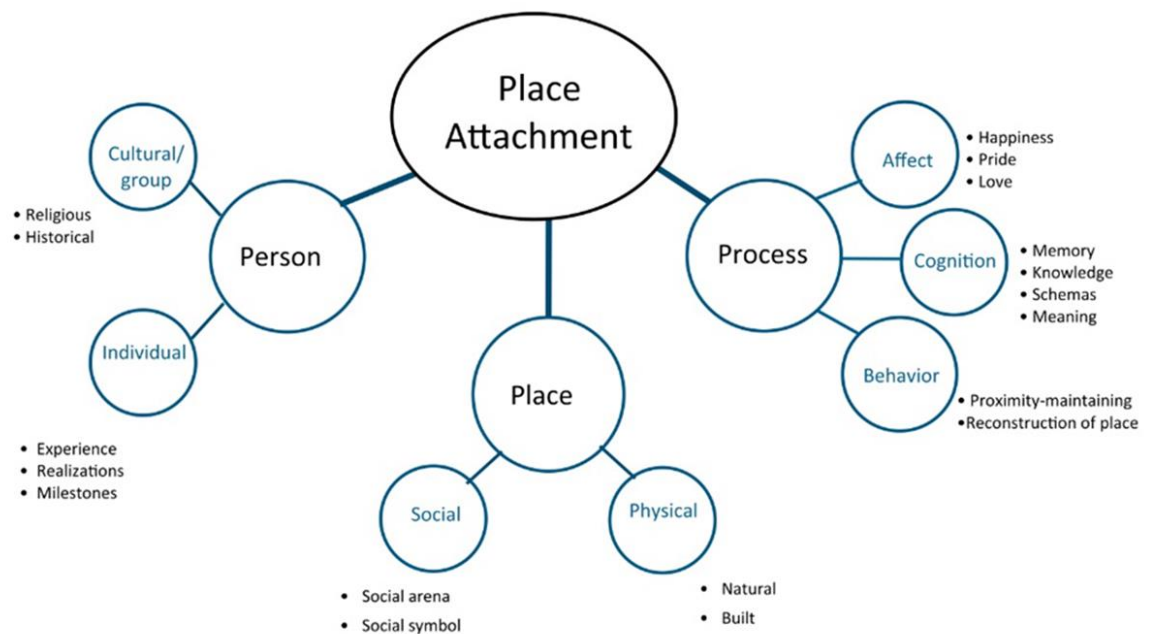 Place
Attachment
Cultural/
group
• Religious
• Historical
Person
Individual
• Experience
• Realizations
• Milestones
Place
Social
• Social arena
• Social symbol
Physical
• Natural
• Built
Process
Affect
• Happiness
• Pride
• Love
Cognition
• Memory
• Knowledge
• Schemas
• Meaning
Behavior
• Proximity-maintaining
•Reconstruction of place